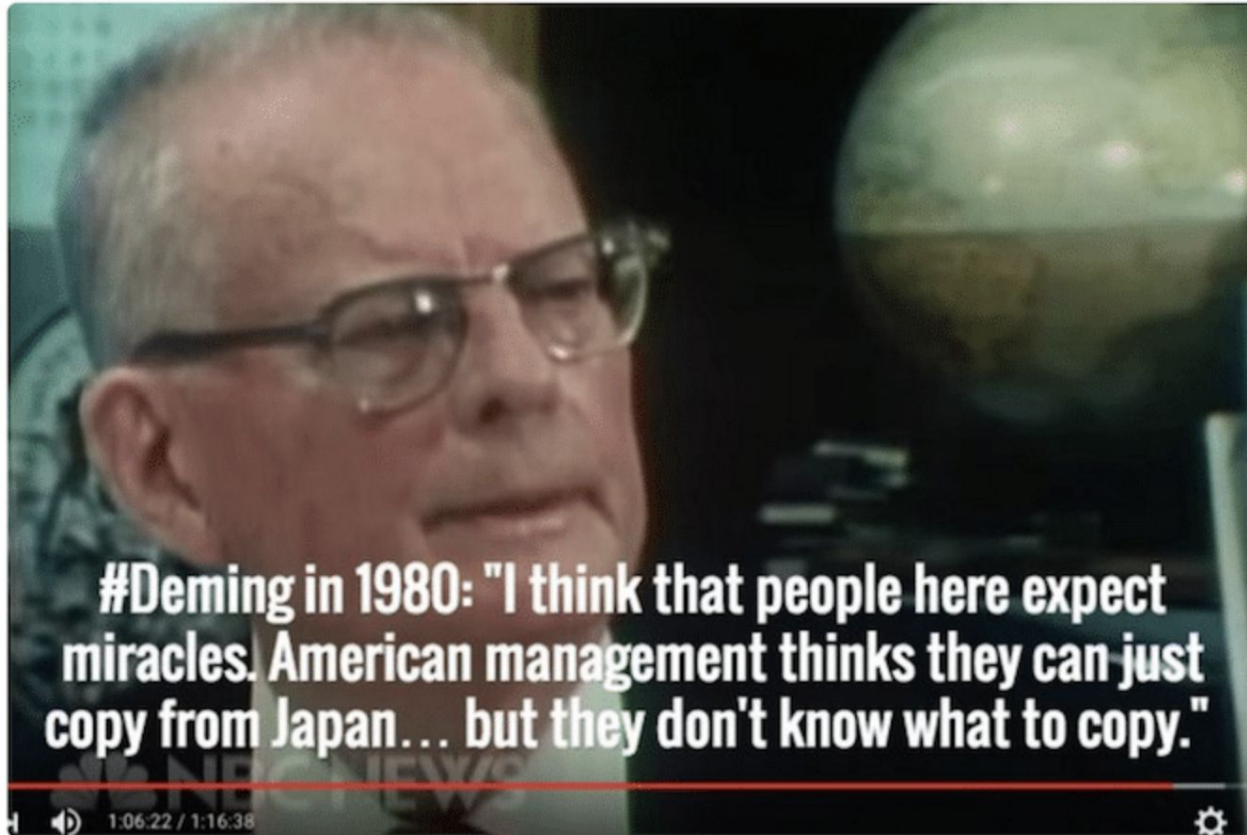 #Deming in 1980: "I think that people here expect
miracles. American management thinks they can just
copy from Japan... but they don't know what to copy."
NBC NEWS
1:06:22 / 1:16:38